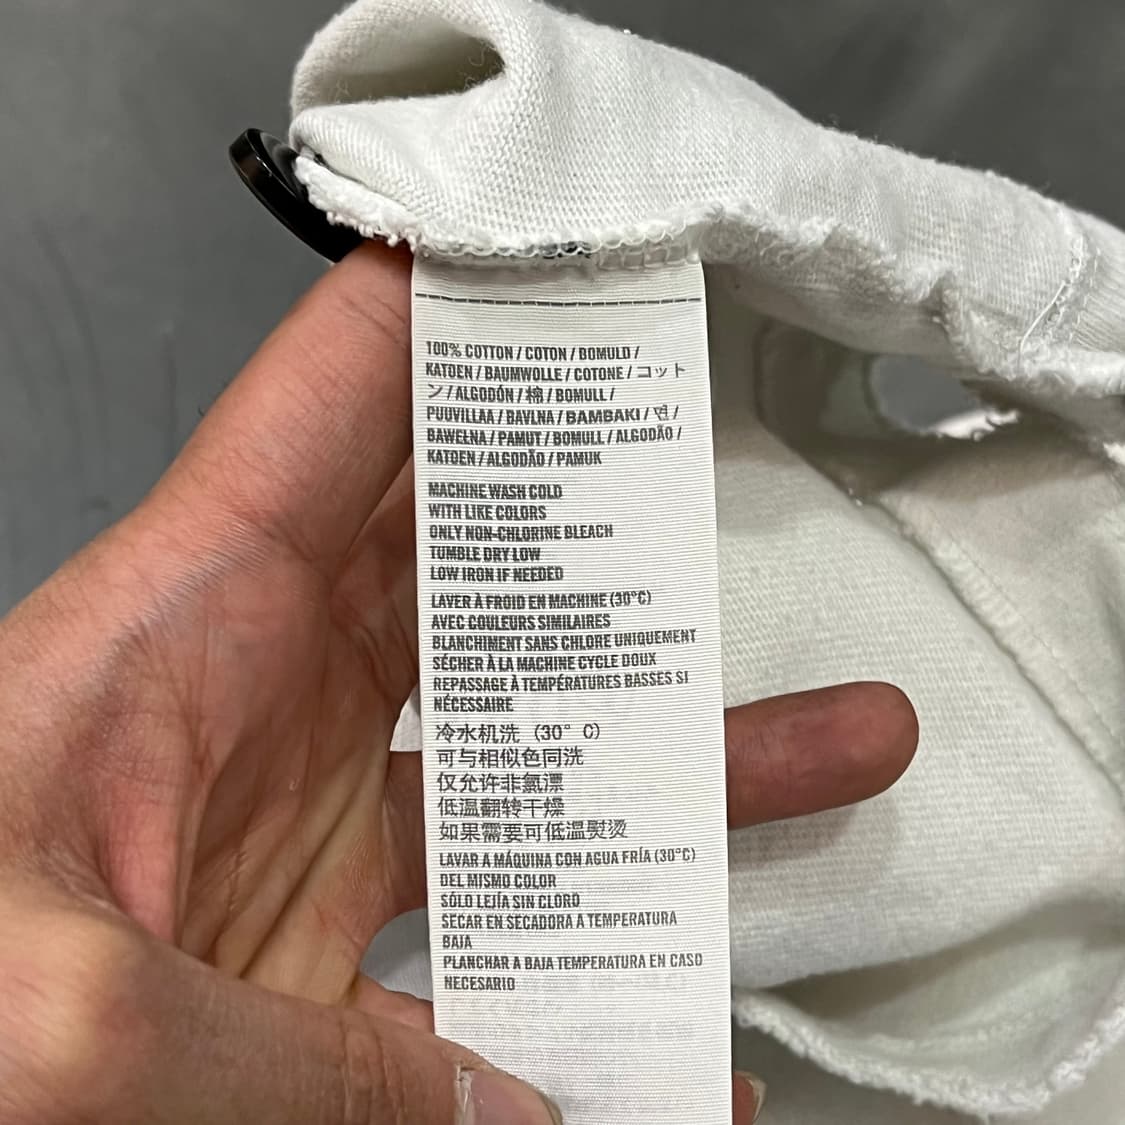 100% COTTON / COTON / BOMULD /
KATOEN / BAUMWOLLE / COTONE / コット
ン / ALGODÓN / 棉 / BOMULL /
PUUVILLAA / BAVLNA / BAMBAKI / 면 /
BAWEŁNA / PAMUT / BOMULL / ALGODÃO /
KATOEN / ALGODÃO / PAMUK
MACHINE WASH COLD
WITH LIKE COLORS
ONLY NON-CHLORINE BLEACH
TUMBLE DRY LOW
LOW IRON IF NEEDED
LAVER À FROID EN MACHINE (30°C)
AVEC COULEURS SIMILAIRES
BLANCHIMENT SANS CHLORE UNIQUEMENT
SÉCHER À LA MACHINE CYCLE DOUX
REPASSAGE À TEMPÉRATURES BASSES SI
NÉCESSAIRE
冷水机洗（30°C）
可与相似色同洗
仅允许非氯漂
低温翻转干燥
如果需要可低温熨烫
LAVAR A MÁQUINA CON AGUA FRÍA (30°C)
DEL MISMO COLOR
SÓLO LEJÍA SIN CLORO
SECAR EN SECADORA A TEMPERATURA
BAJA
PLANCHAR A BAJA TEMPERATURA EN CASO
NECESARIO